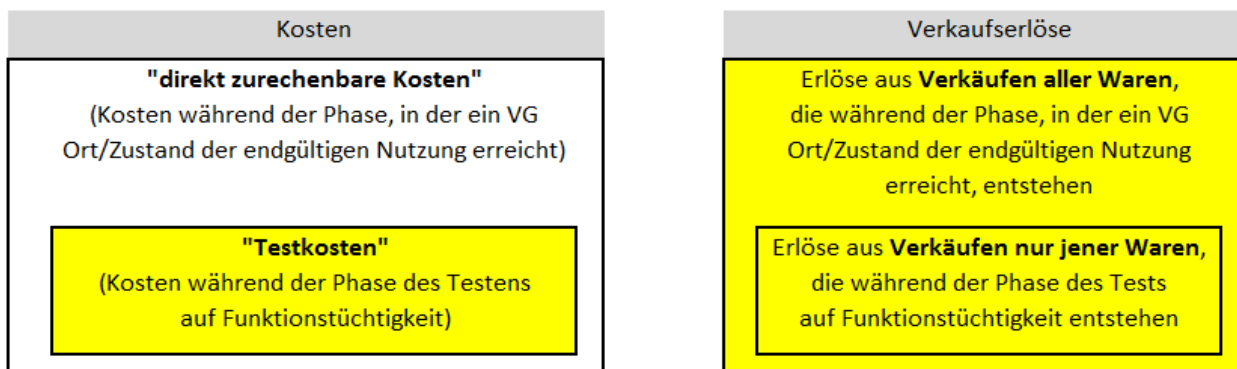 Kosten
"direkt zurechenbare Kosten"
(Kosten während der Phase, in der ein VG
Ort/Zustand der endgültigen Nutzung erreicht)
"Testkosten"
(Kosten während der Phase des Testens
auf Funktionstüchtigkeit)
Verkaufserlöse
Erlöse aus Verkäufen aller Waren,
die während der Phase, in der ein VG
Ort/Zustand der endgültigen Nutzung
erreicht, entstehen
Erlöse aus Verkäufen nur jener Waren,
die während der Phase des Tests
auf Funktionstüchtigkeit entstehen